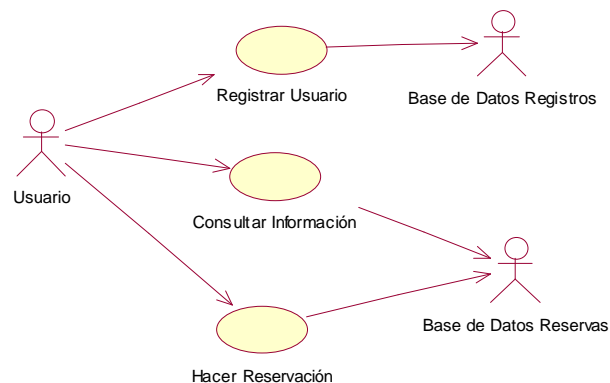 Registrar Usuario
Base de Datos Registros
Usuario
Consultar Información
Base de Datos Reservas
Hacer Reservación